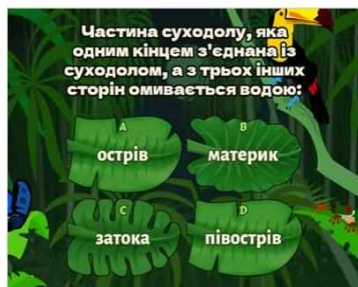 Частина суходолу, яка
одним кінцем з'єднана із
суходолом, а з трьох інших
сторін омивається водою:
A
острів
B
материк
C
затока
D
півострів